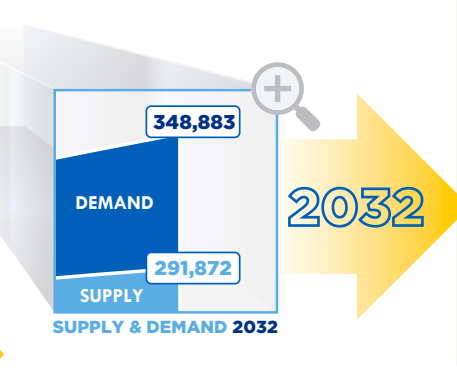 348,883
DEMAND
2032
291,872
SUPPLY
SUPPLY & DEMAND 2032